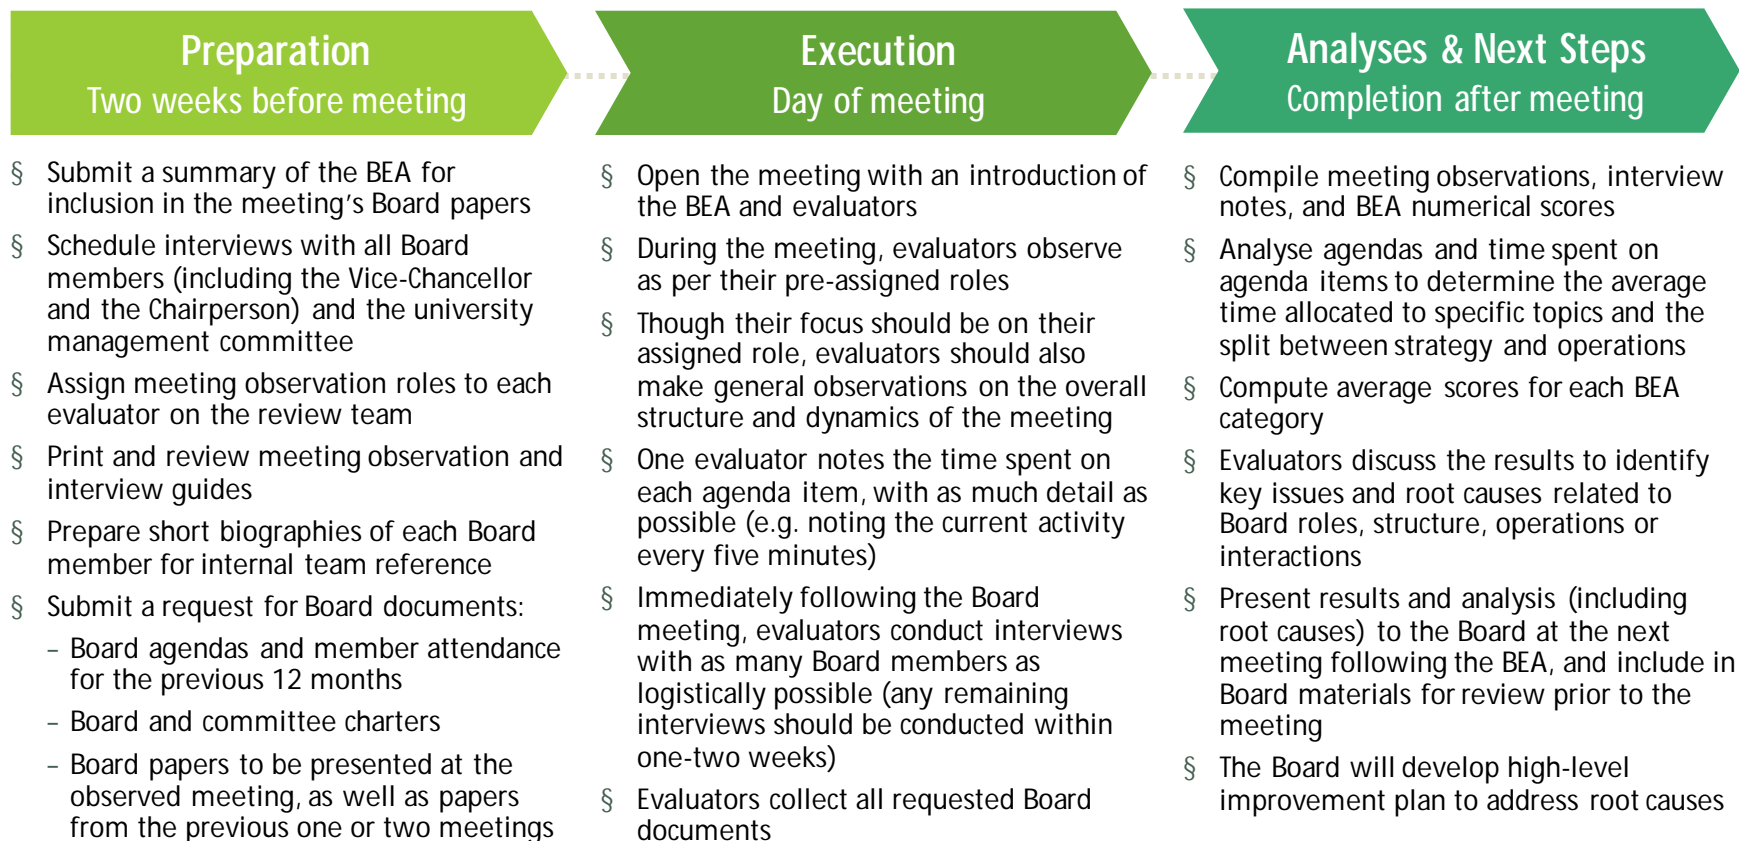 Preparation
Two weeks before meeting
§ Submit a summary of the BEA for
inclusion in the meeting's Board papers
§ Schedule interviews with all Board
members (including the Vice-Chancellor
and the Chairperson) and the university
management committee
§ Assign meeting observation roles to each
evaluator on the review team
§ Print and review meeting observation and
interview guides
§ Prepare short biographies of each Board
member for internal team reference
§ Submit a request for Board documents:
– Board agendas and member attendance
for the previous 12 months
– Board and committee charters
– Board papers to be presented at the
observed meeting, as well as papers
from the previous one or two meetings
Execution
Day of meeting
§ Open the meeting with an introduction of
the BEA and evaluators
§ During the meeting, evaluators observe
as per their pre-assigned roles
§ Though their focus should be on their
assigned role, evaluators should also
make general observations on the overall
structure and dynamics of the meeting
§ One evaluator notes the time spent on
each agenda item, with as much detail as
possible (e.g. noting the current activity
every five minutes)
§ Immediately following the Board
meeting, evaluators conduct interviews
with as many Board members as
logistically possible (any remaining
interviews should be conducted within
one-two weeks)
§ Evaluators collect all requested Board
documents
Analyses & Next Steps
Completion after meeting
§ Compile meeting observations, interview
notes, and BEA numerical scores
§ Analyse agendas and time spent on
agenda items to determine the average
time allocated to specific topics and the
split between strategy and operations
§ Compute average scores for each BEA
category
§ Evaluators discuss the results to identify
key issues and root causes related to
Board roles, structure, operations or
interactions
§ Present results and analysis (including
root causes) to the Board at the next
meeting following the BEA, and include in
Board materials for review prior to the
meeting
§ The Board will develop high-level
improvement plan to address root causes